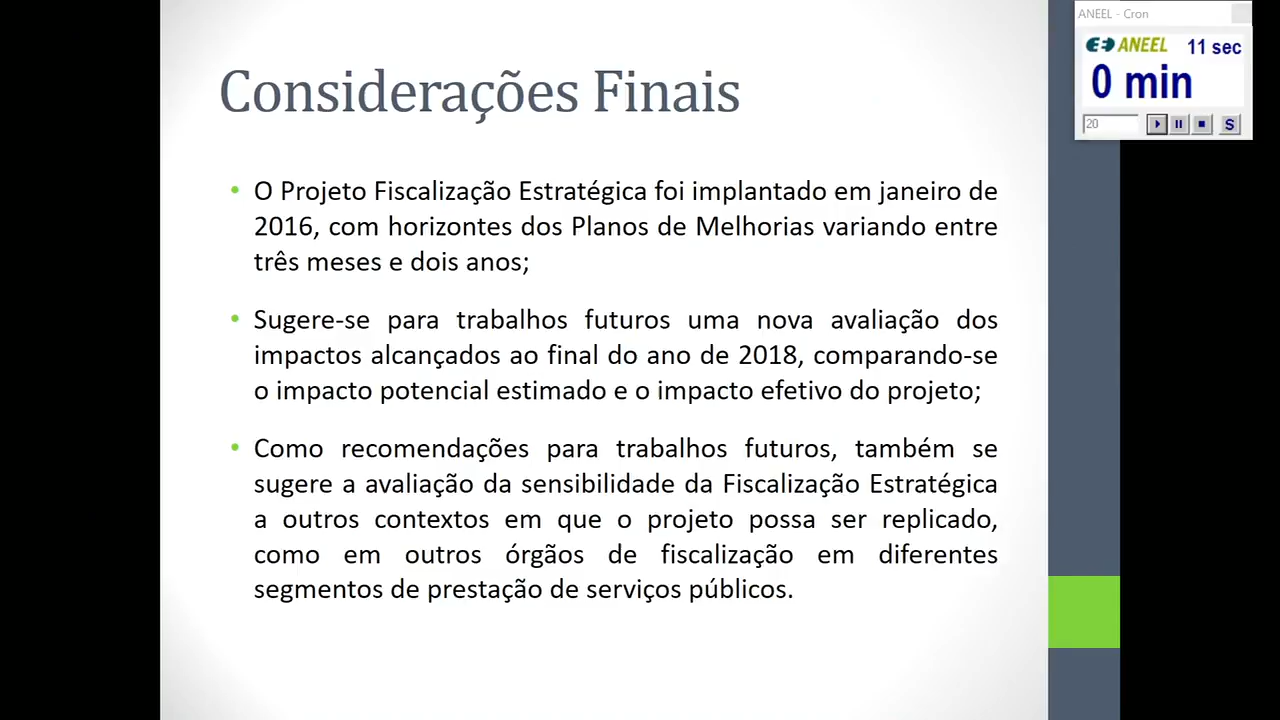 ANEEL - Cron
ANEEL 11 sec
0 min
20
S
Considerações Finais
• O Projeto Fiscalização Estratégica foi implantado em janeiro de
2016, com horizontes dos Planos de Melhorias variando entre
três meses e dois anos;
• Sugere-se para trabalhos futuros uma nova avaliação dos
impactos alcançados ao final do ano de 2018, comparando-se
o impacto potencial estimado e o impacto efetivo do projeto;
• Como recomendações para trabalhos futuros, também se
sugere a avaliação da sensibilidade da Fiscalização Estratégica
a outros contextos em que o projeto possa ser replicado,
como em outros órgãos de fiscalização em diferentes
segmentos de prestação de serviços públicos.